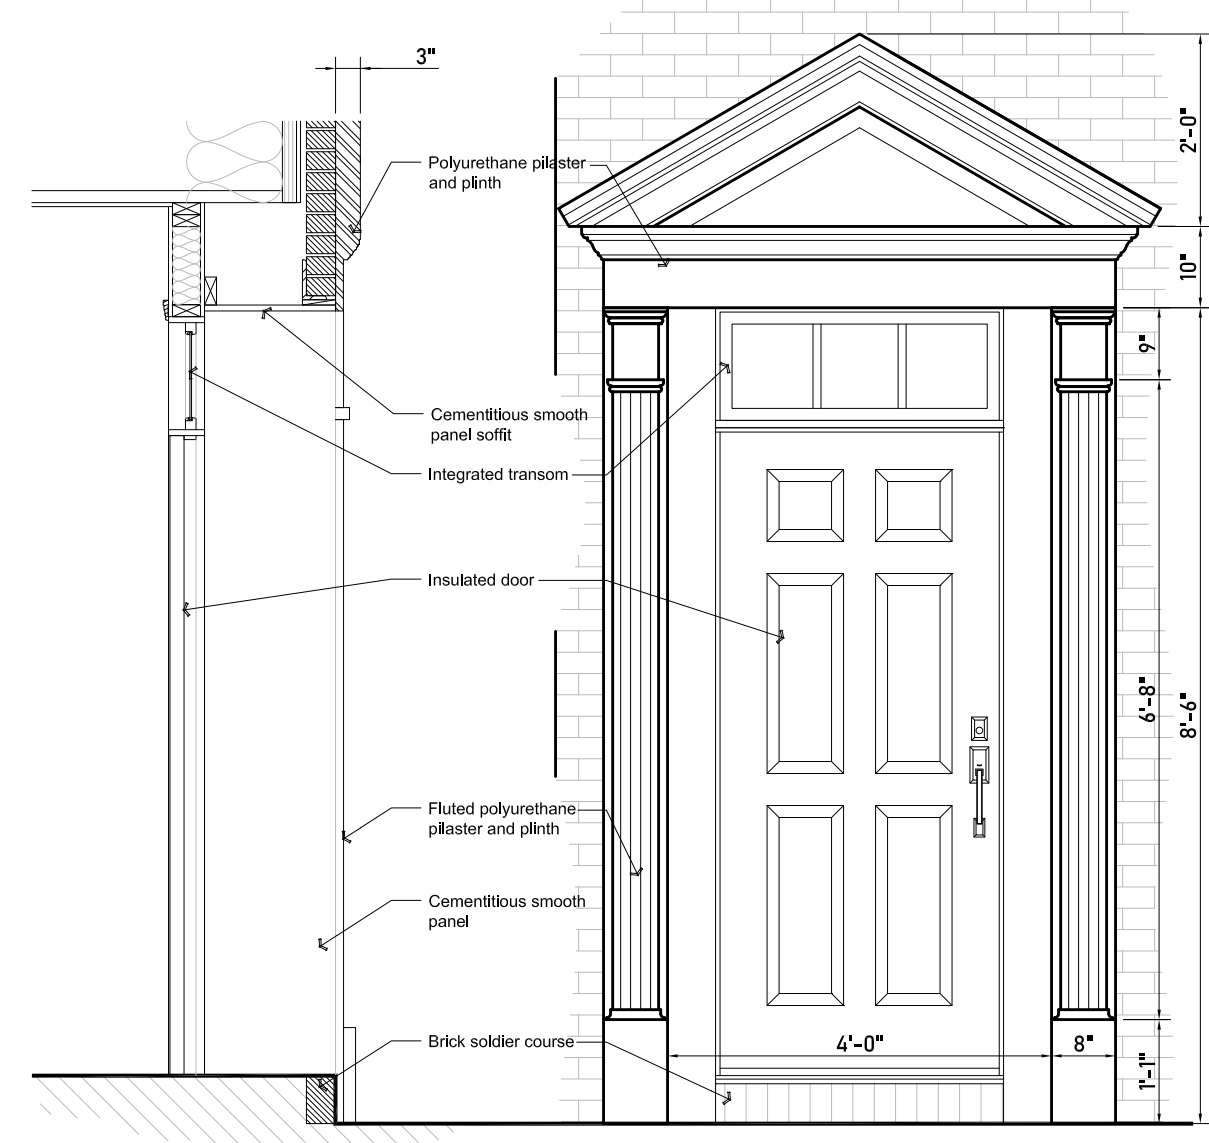 3"
Polyurethane pilaster
and plinth
2'-0"
10"
9"
Cementitious smooth
panel soffit
Integrated transom
Insulated door
6'-8"
8'-6"
Fluted polyurethane
pilaster and plinth
Cementitious smooth
panel
Brick soldier course
4'-0"
8"
1'-1"